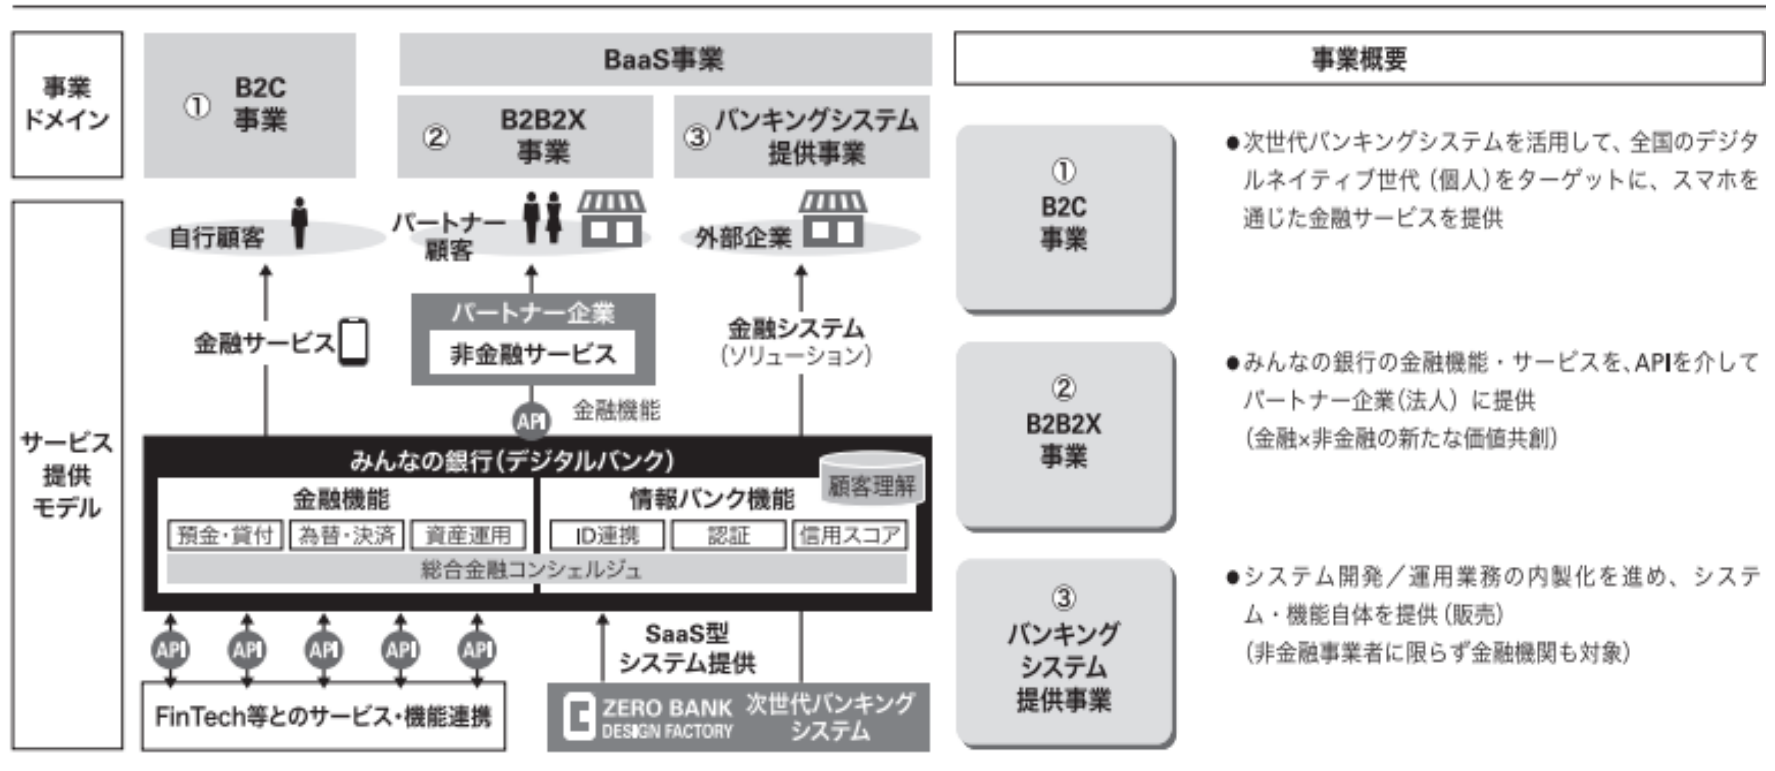 事業
ドメイン
①
B2C
事業
BaaS事業
②
B2B2X
事業
③
バンキングシステム
提供事業
サービス
提供
モデル
自行顧客
パートナー
顧客
外部企業
金融サービス
パートナー企業
非金融サービス
金融システム
(ソリューション)
API
金融機能
みんなの銀行(デジタルバンク)
顧客理解
金融機能
預金・貸付
為替・決済
資産運用
情報バンク機能
ID連携
認証
信用スコア
総合金融コンシェルジュ
API
API
API
API
API
FinTech等とのサービス・機能連携
SaaS型
システム提供
ZERO BANK
DESIGN FACTORY
次世代バンキング
システム
事業概要
①
B2C
事業
●次世代バンキングシステムを活用して、全国のデジタ
ルネイティブ世代(個人)をターゲットに、スマホを
通じた金融サービスを提供
②
B2B2X
事業
●みんなの銀行の金融機能・サービスを、APIを介して
パートナー企業(法人)に提供
(金融×非金融の新たな価値共創)
③
バンキング
システム
提供事業
●システム開発/運用業務の内製化を進め、システ
ム・機能自体を提供(販売)
(非金融事業者に限らず金融機関も対象)